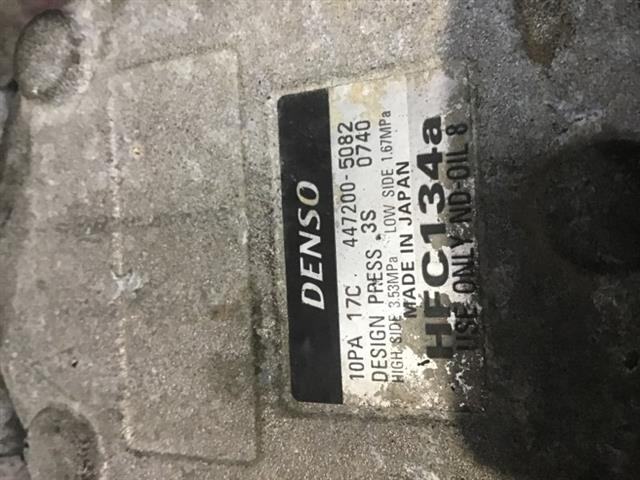 DENSO
10PA 17C 447200-5082
DESIGN PRESS .3S 0740
HIGH SIDE 3.53MPa LOW SIDE 1.67MPa
MADE IN JAPAN
HFC134a
USE ONLY ND-OIL 8